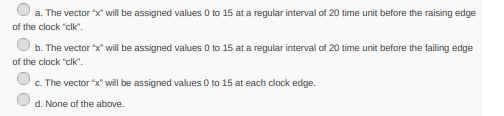 a. The vector "x" will be assigned values 0 to 15 at a regular interval of 20 time unit before the raising edge
of the clock "clk".
b. The vector "x" will be assigned values 0 to 15 at a regular interval of 20 time unit before the failing edge
of the clock "clk".
c. The vector "x" will be assigned values 0 to 15 at each clock edge.
d. None of the above.